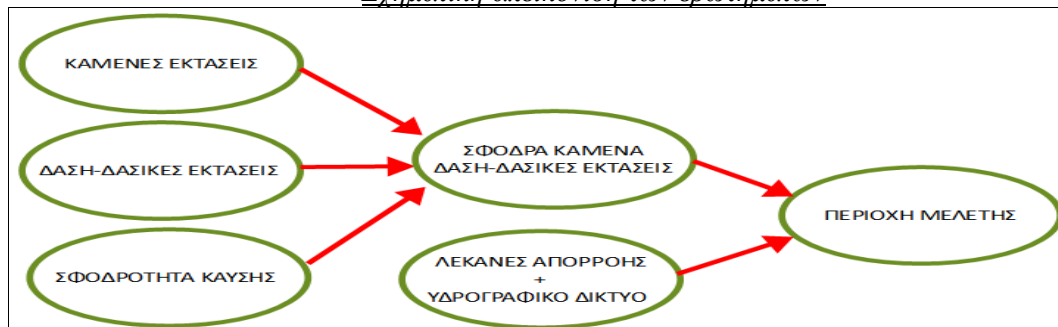 ΚΑΜΕΝΕΣ ΕΚΤΑΣΕΙΣ
ΔΑΣΗ-ΔΑΣΙΚΕΣ ΕΚΤΑΣΕΙΣ
ΣΦΟΔΡΟΤΗΤΑ ΚΑΥΣΗΣ
ΣΦΟΔΡΑ ΚΑΜΕΝΑ
ΔΑΣΗ-ΔΑΣΙΚΕΣ ΕΚΤΑΣΕΙΣ
ΛΕΚΑΝΕΣ ΑΠΟΡΡΟΗΣ
+
ΥΔΡΟΓΡΑΦΙΚΟ ΔΙΚΤΥΟ
ΠΕΡΙΟΧΗ ΜΕΛΕΤΗΣ